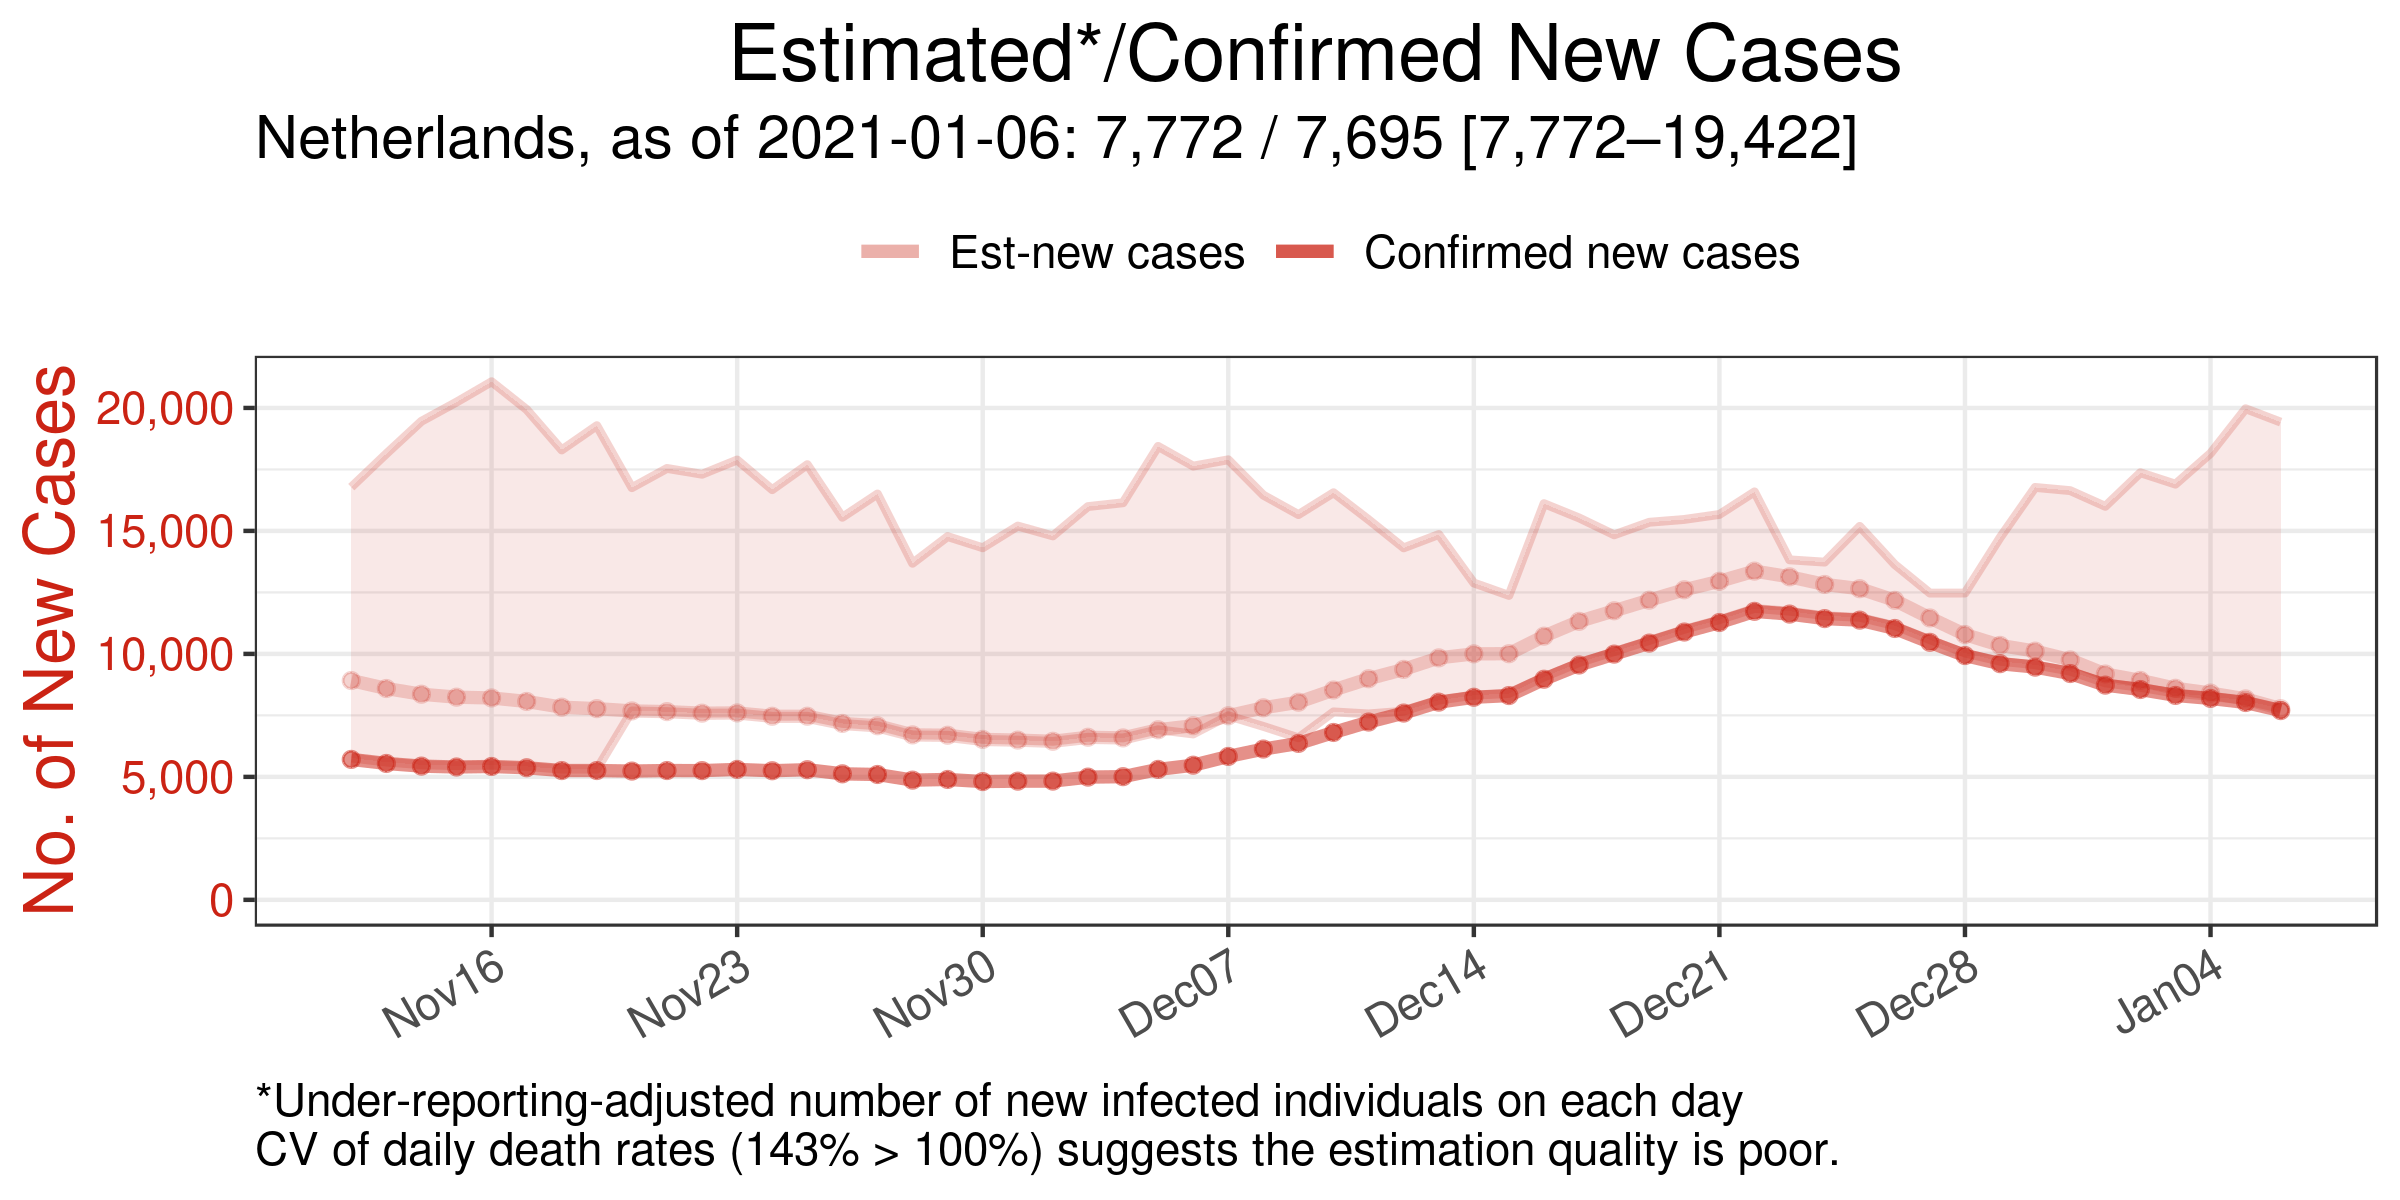 Estimated*/Confirmed New Cases
Netherlands, as of 2021-01-06: 7,772 / 7,695 [7,772–19,422]
Est-new cases Confirmed new cases
No. of New Cases
20,000
15,000
10,000
5,000
0
Nov16 Nov23 Nov30 Dec07 Dec14 Dec21 Dec28 Jan04
*Under-reporting-adjusted number of new infected individuals on each day
CV of daily death rates (143% > 100%) suggests the estimation quality is poor.